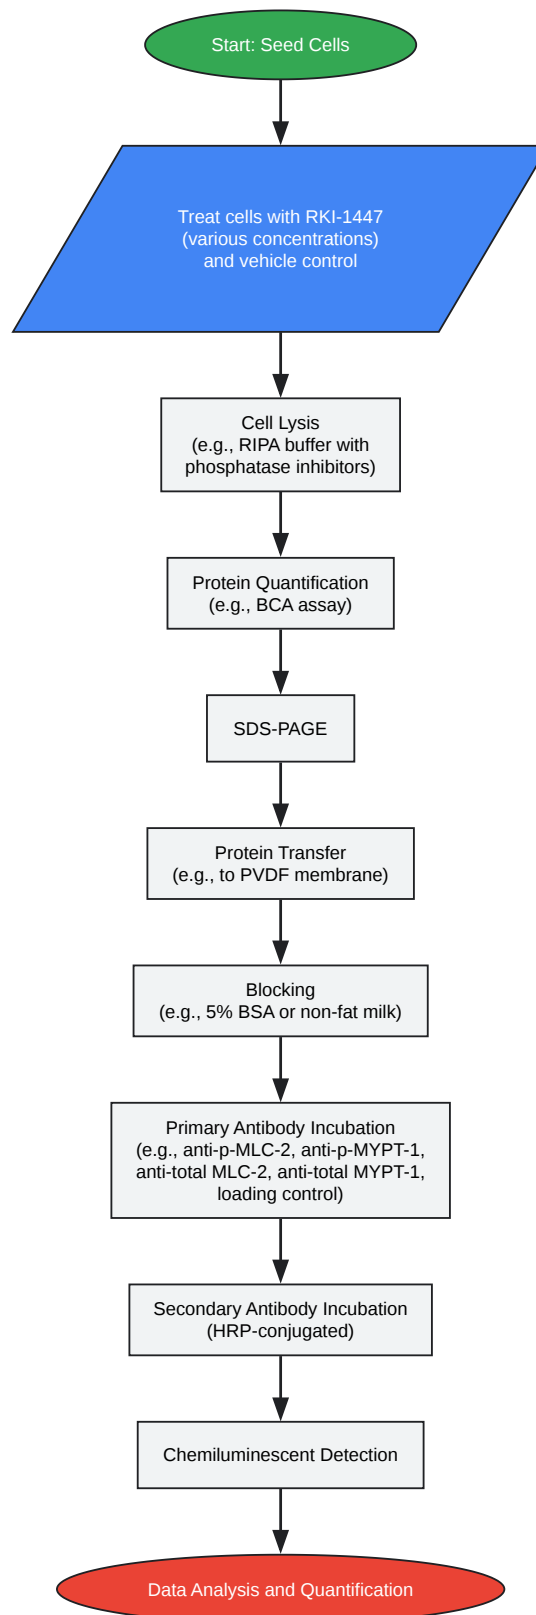 Start: Seed Cells
Treat cells with RKI-1447
(various concentrations)
and vehicle control
Cell Lysis
(e.g., RIPA buffer with
phosphatase inhibitors)
Protein Quantification
(e.g., BCA assay)
SDS-PAGE
Protein Transfer
(e.g., to PVDF membrane)
Blocking
(e.g., 5% BSA or non-fat milk)
Primary Antibody Incubation
(e.g., anti-p-MLC-2, anti-p-MYPT-1,
anti-total MLC-2, anti-total MYPT-1,
loading control)
Secondary Antibody Incubation
(HRP-conjugated)
Chemiluminescent Detection
Data Analysis and Quantification